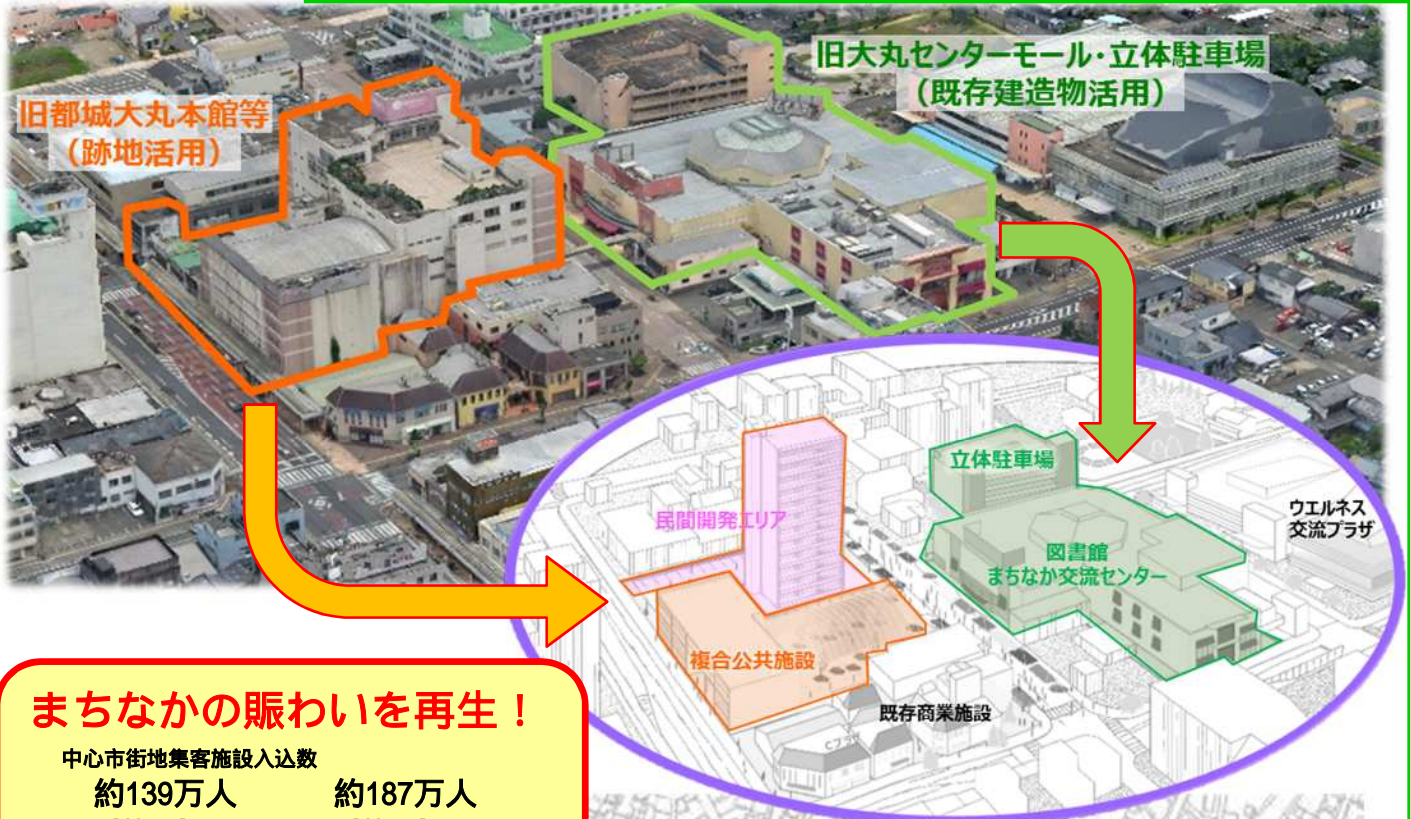 旧大丸センターモール・立体駐車場
（既存建造物活用）
旧都城大丸本館等
（跡地活用）
立体駐車場
民間開発エリア
ウエルネス
交流プラザ
図書館
まちなか交流センター
複合公共施設
既存商業施設
まちなかの賑わいを再生！
中心市街地集客施設入込数
約139万人 約187万人